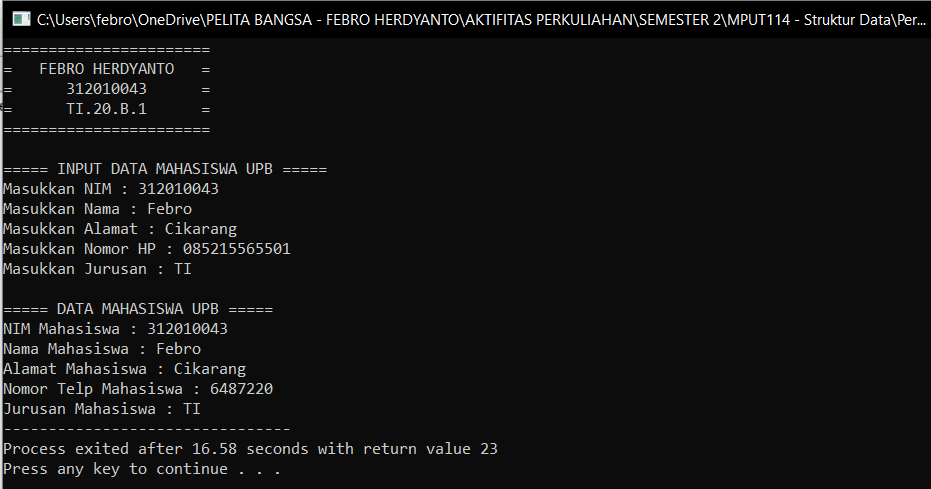 C:\Users\febro\OneDrive\PELITA BANGSA - FEBRO HERDYANTO\AKTIFITAS PERKULIAHAN\SEMESTER 2\MPUT114 - Struktur Data\Per...
=======================
=   FEBRO HERDYANTO   =
=      312010043      =
=      TI.20.B.1      =
=======================
===== INPUT DATA MAHASISWA UPB =====
Masukkan NIM : 312010043
Masukkan Nama : Febro
Masukkan Alamat : Cikarang
Masukkan Nomor HP : 085215565501
Masukkan Jurusan : TI
===== DATA MAHASISWA UPB =====
NIM Mahasiswa : 312010043
Nama Mahasiswa : Febro
Alamat Mahasiswa : Cikarang
Nomor Telp Mahasiswa : 6487220
Jurusan Mahasiswa : TI
--------------------------------
Process exited after 16.58 seconds with return value 23
Press any key to continue . . .